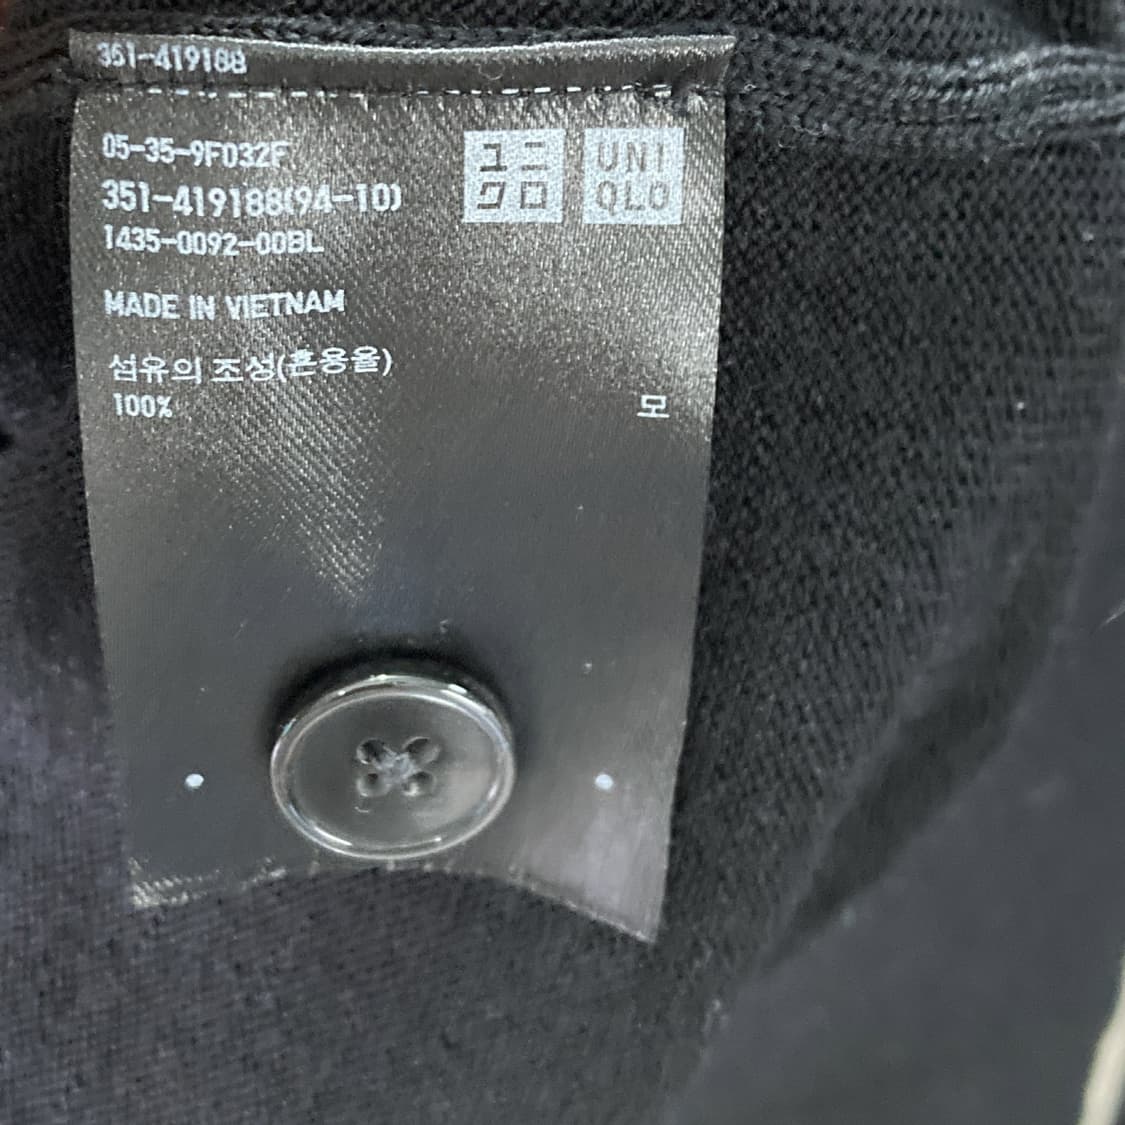 351-419188
05-35-9F032F
351-419188(94-10)
1435-0092-00BL
ユニ
クロ
UNI
QLO
MADE IN VIETNAM
섬유의 조성(혼용율)
100% 모